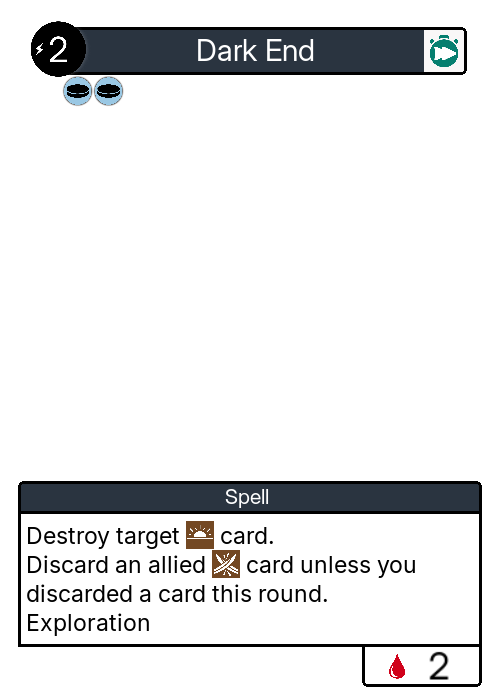 2
Dark End
Spell
Destroy target card.
Discard an allied card unless you
discarded a card this round.
Exploration
2